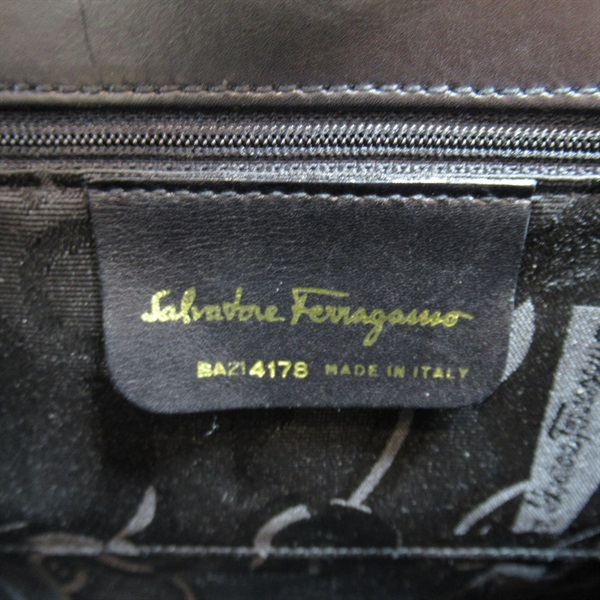 Salvatore Ferragamo
BA21 4178 MADE IN ITALY